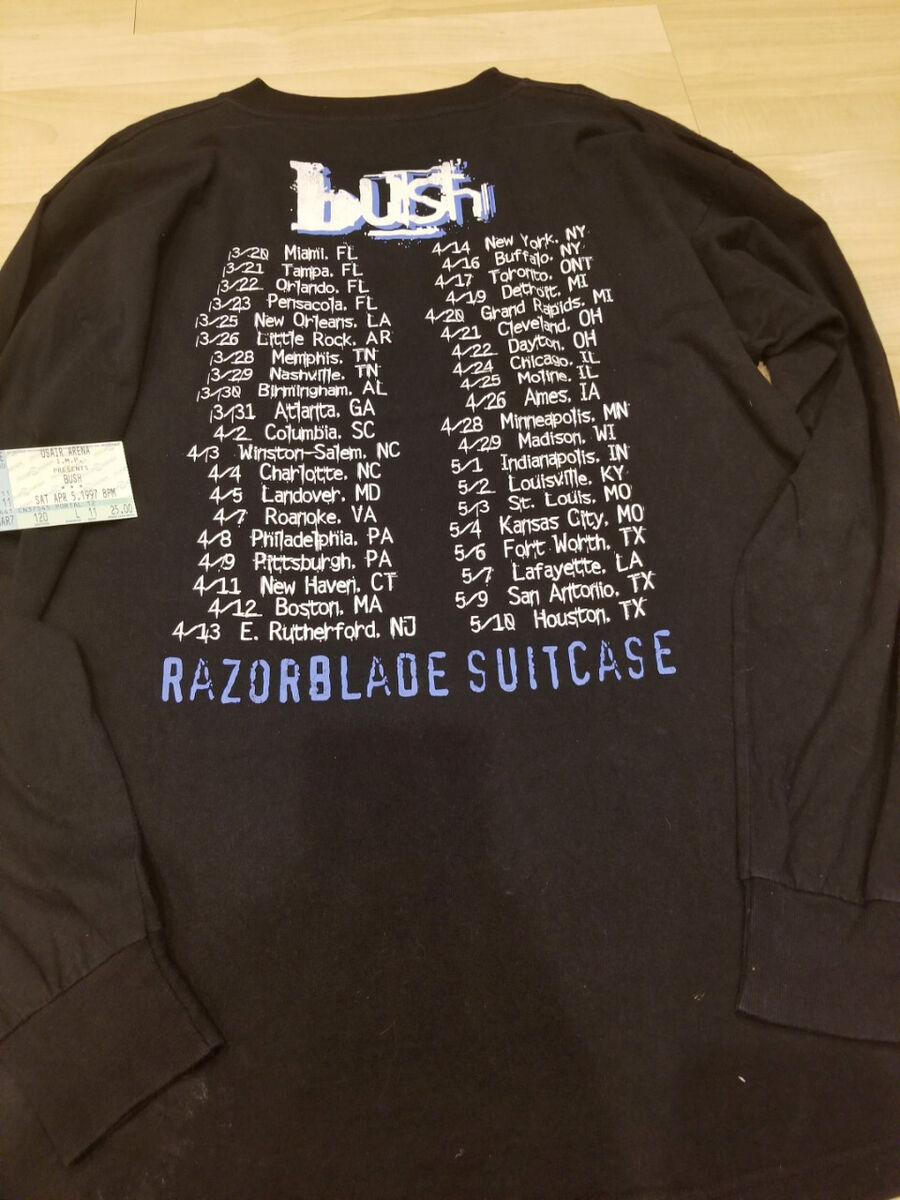 bush
3/20 Miami, FL
3/21 Tampa, FL
3/22 Orlando, FL
3/23 Pensacola, FL
3/25 New Orleans, LA
3/26 Little Rock, AR
3/28 Memphis, TN
3/29 Nashville, TN
3/30 Birmingham, AL
3/31 Atlanta, GA
4/2 Columbia, SC
4/3 Winston-Salem, NC
4/4 Charlotte, NC
4/5 Landover, MD
4/7 Roanoke, VA
4/8 Philadelphia, PA
4/9 Pittsburgh, PA
4/11 New Haven, CT
4/12 Boston, MA
4/13 E. Rutherford, NJ
4/14 New York, NY
4/16 Buffalo, NY
4/17 Toronto, ONT
4/19 Detroit, MI
4/20 Grand Rapids, MI
4/21 Cleveland, OH
4/22 Dayton, OH
4/24 Chicago, IL
4/25 Moline, IL
4/26 Ames, IA
4/28 Minneapolis, MN
4/29 Madison, WI
5/1 Indianapolis, IN
5/2 Louisville, KY
5/3 St. Louis, MO
5/4 Kansas City, MO
5/6 Fort Worth, TX
5/7 Lafayette, LA
5/9 San Antonio, TX
5/10 Houston, TX
RAZORBLADE SUITCASE
USAIR ARENA
I.M.P.
PRESENTS
BUSH
* * *
SAT APR 5,1997 8PM
PORTAL 12
120 L 11 25.00